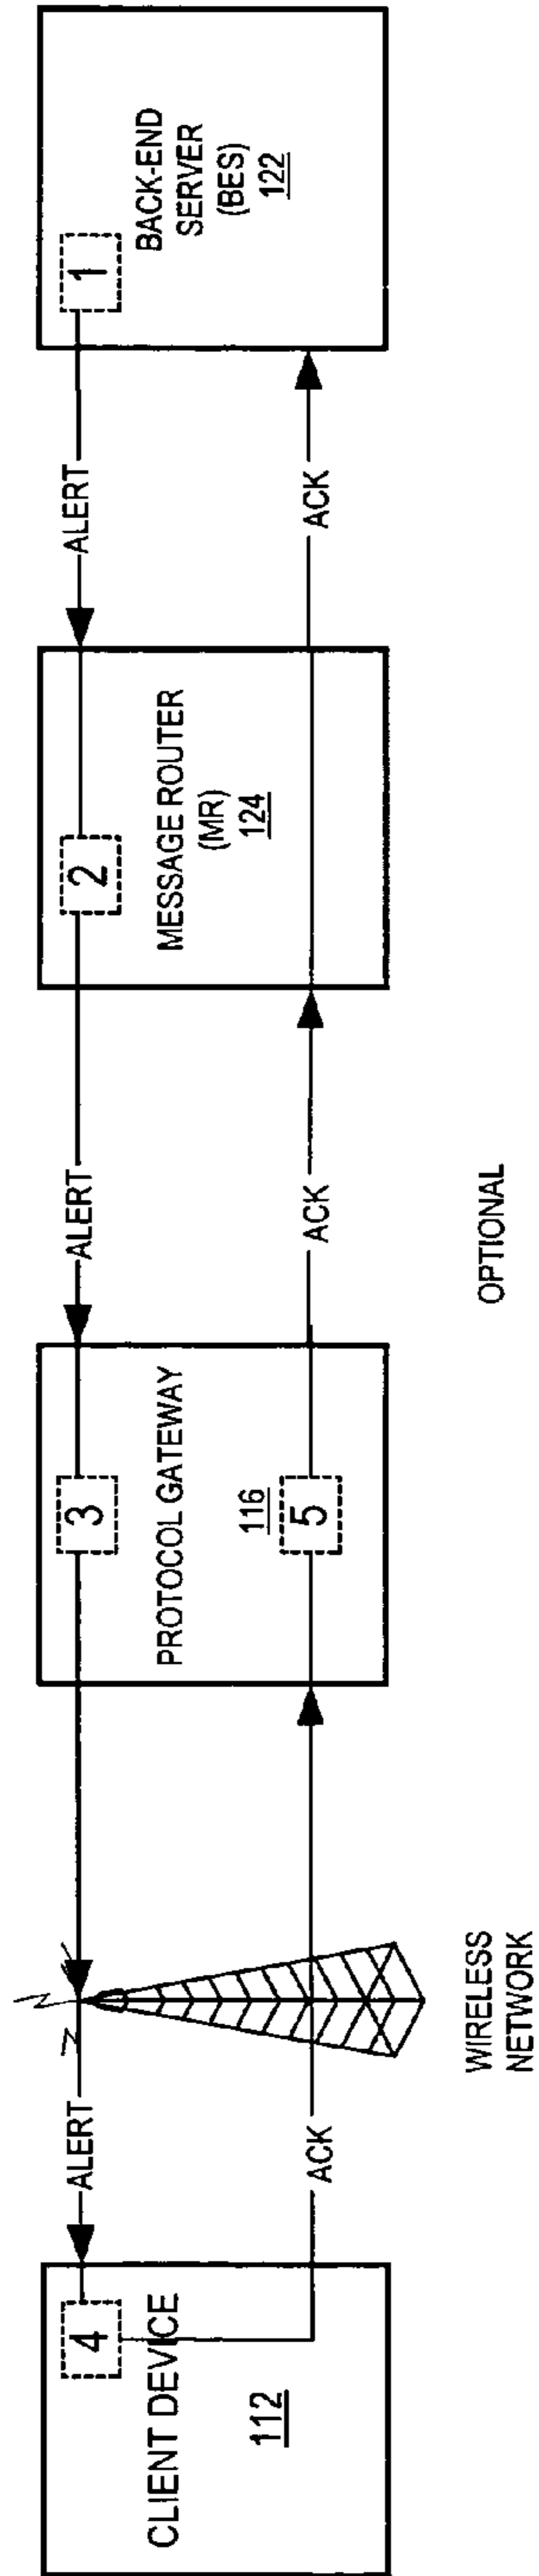 CLIENT DEVICE
112
4
ALERT
ACK
WIRELESS
NETWORK
3
PROTOCOL GATEWAY
116
5
ALERT
ACK
OPTIONAL
2
MESSAGE ROUTER
(MR)
124
ALERT
ACK
1
BACK-END
SERVER
(BES)
122